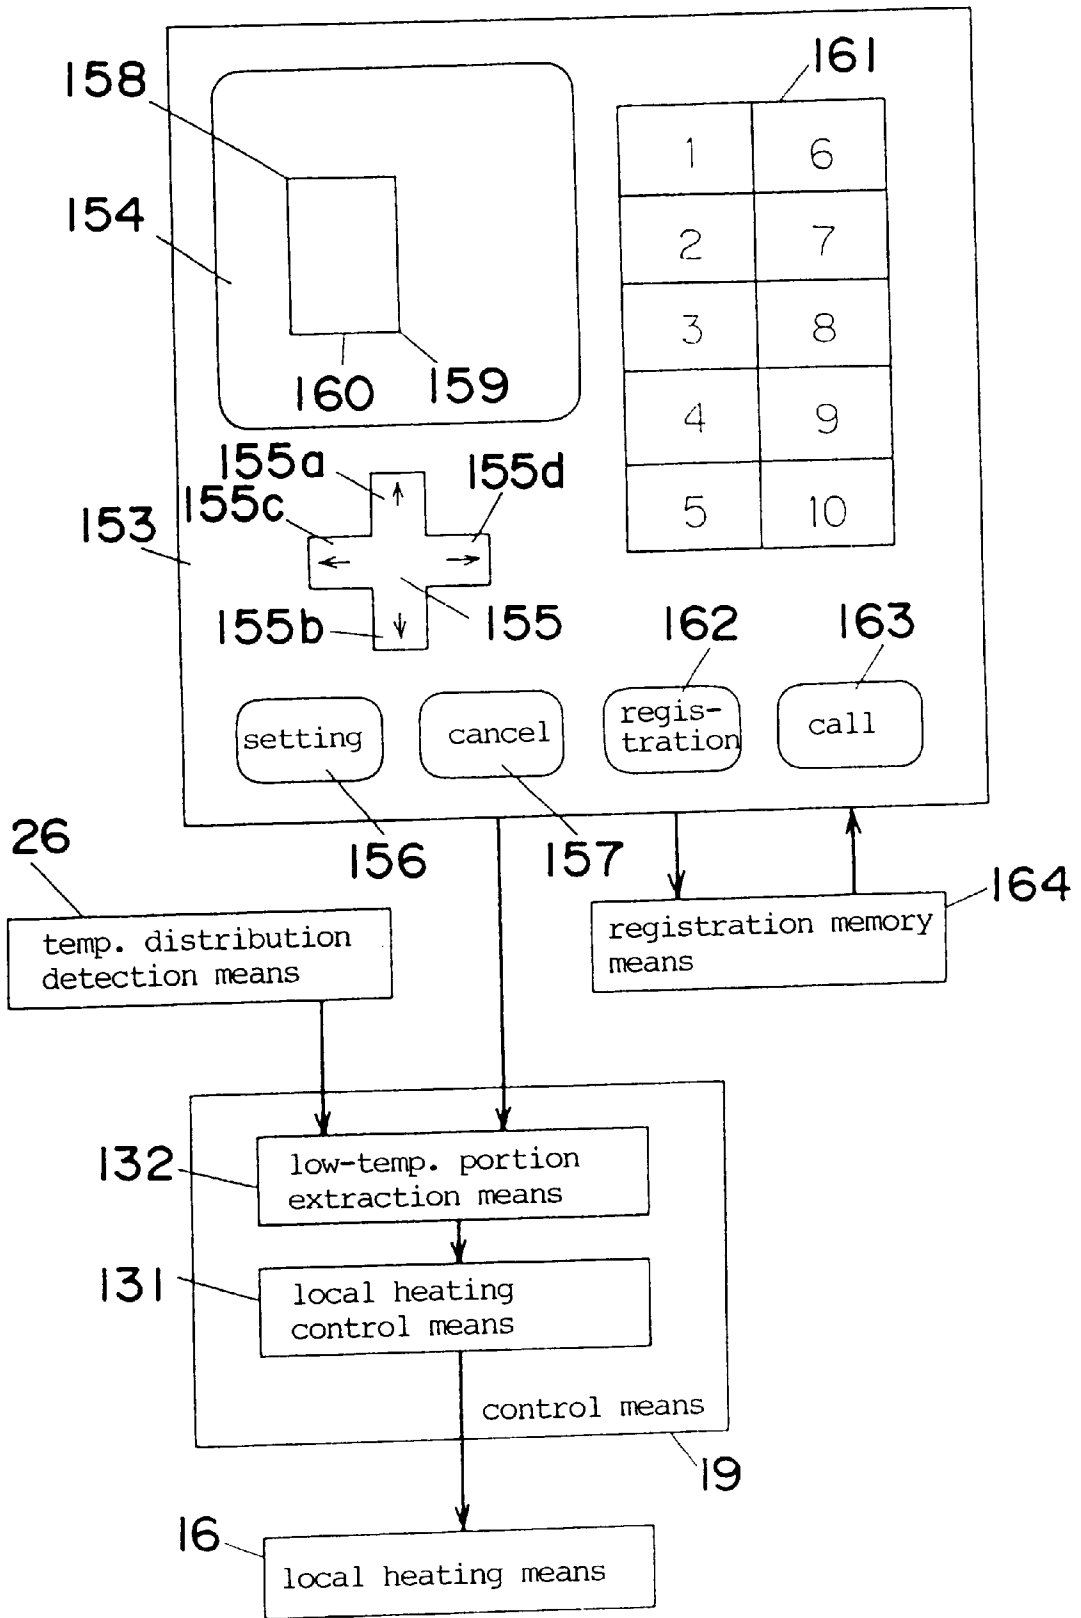 158
161
154
160
159
1 6
2 7
3 8
4 9
5 10
155a
155d
155c
153
155b
155
162
163
setting
cancel
regis-
tration
call
156
157
26
164
temp. distribution
detection means
registration memory
means
132
low-temp. portion
extraction means
131
local heating
control means
control means
19
16
local heating means